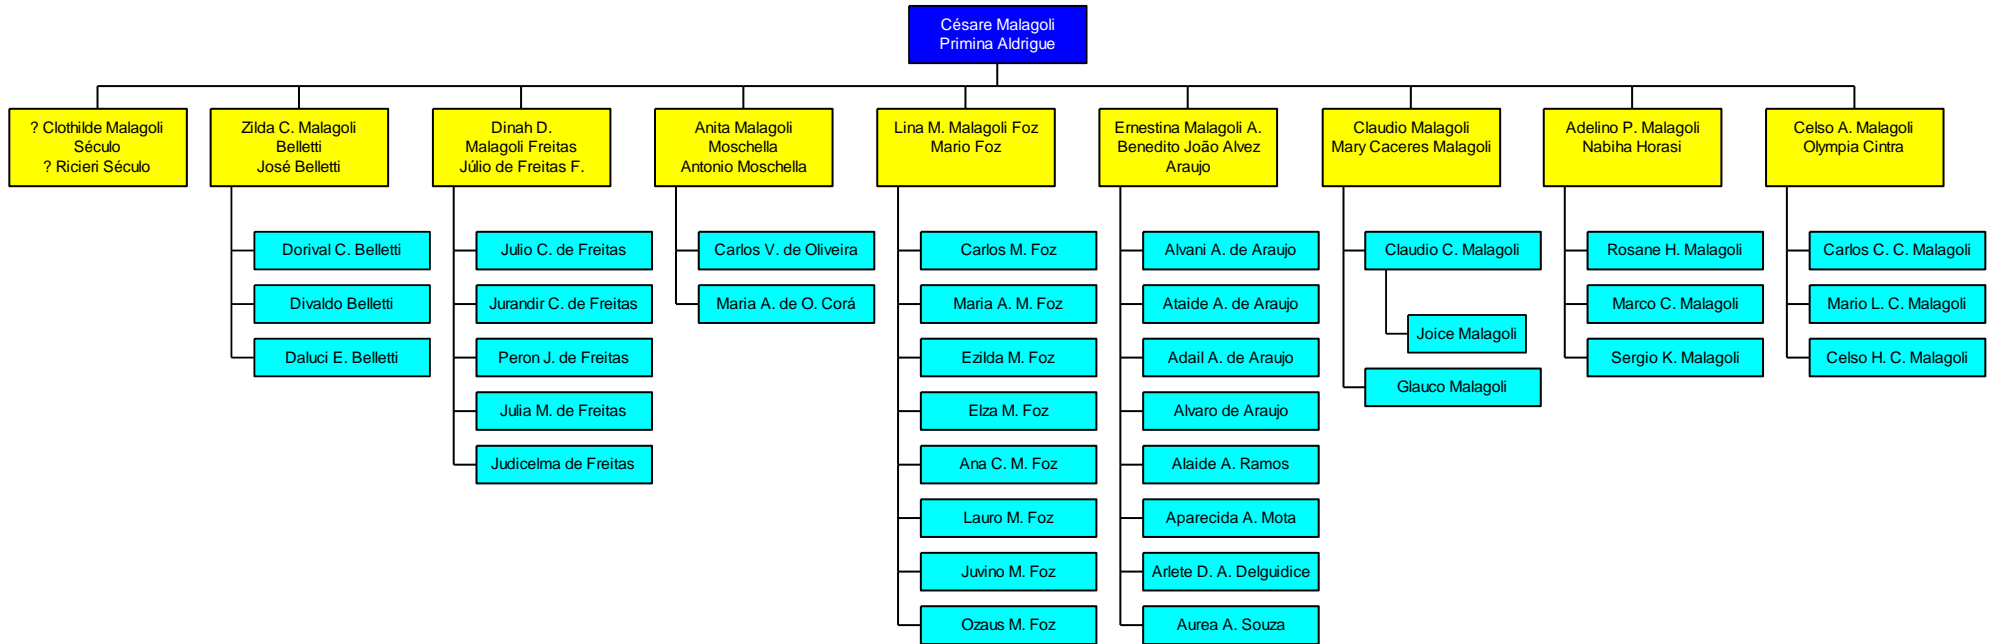 Césare Malagoli
Primina Aldrigue
? Clothilde Malagoli
Século
? Ricieri Século
Zilda C. Malagoli
Belletti
José Belletti
Dinah D.
Malagoli Freitas
Júlio de Freitas F.
Anita Malagoli
Moschella
Antonio Moschella
Lina M. Malagoli Foz
Mario Foz
Ernestina Malagoli A.
Benedito João Alvez
Araujo
Claudio Malagoli
Mary Caceres Malagoli
Adelino P. Malagoli
Nabiha Horasi
Celso A. Malagoli
Olympia Cintra
Dorival C. Belletti
Divaldo Belletti
Daluci E. Belletti
Julio C. de Freitas
Jurandir C. de Freitas
Peron J. de Freitas
Julia M. de Freitas
Judicelma de Freitas
Carlos V. de Oliveira
Maria A. de O. Corá
Carlos M. Foz
Maria A. M. Foz
Ezilda M. Foz
Elza M. Foz
Ana C. M. Foz
Lauro M. Foz
Juvino M. Foz
Ozaus M. Foz
Alvani A. de Araujo
Ataide A. de Araujo
Adail A. de Araujo
Alvaro de Araujo
Alaide A. Ramos
Aparecida A. Mota
Arlete D. A. Delguidice
Aurea A. Souza
Claudio C. Malagoli
Joice Malagoli
Glauco Malagoli
Rosane H. Malagoli
Marco C. Malagoli
Sergio K. Malagoli
Carlos C. C. Malagoli
Mario L. C. Malagoli
Celso H. C. Malagoli